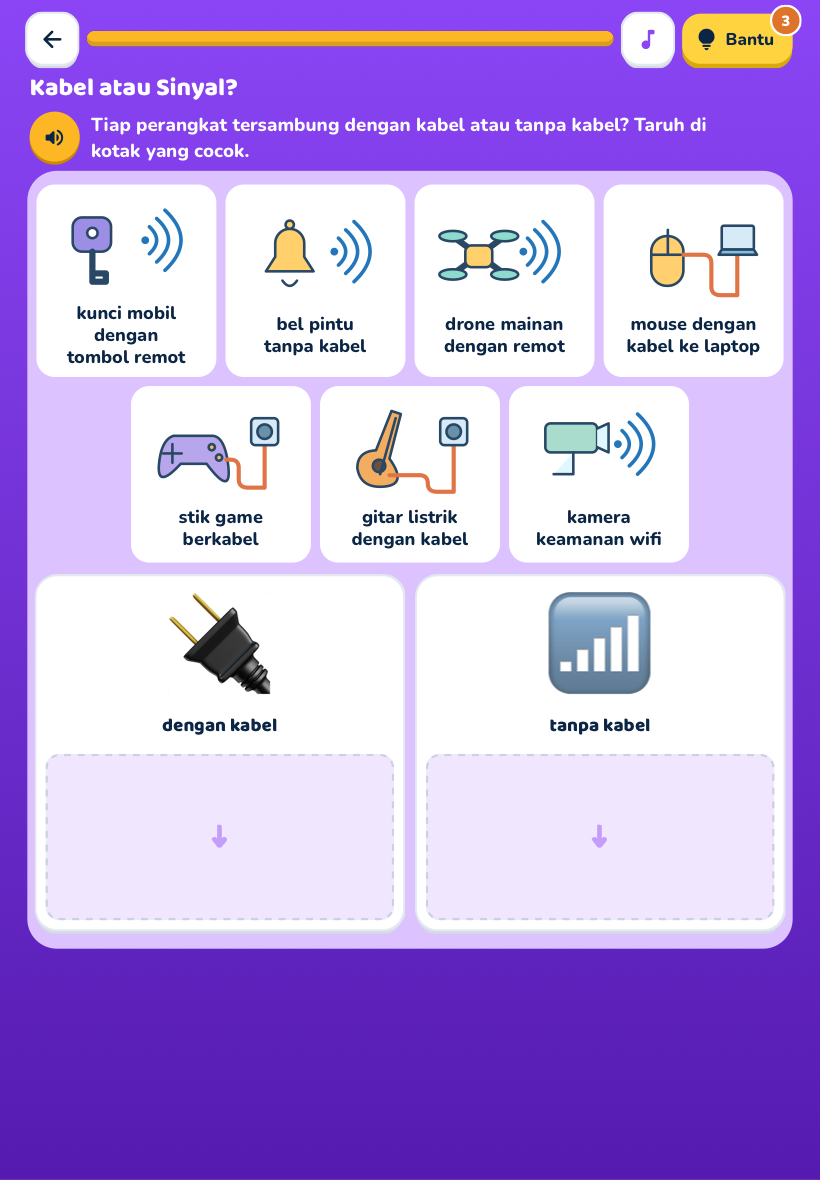 3
Bantu
Kabel atau Sinyal?
Tiap perangkat tersambung dengan kabel atau tanpa kabel? Taruh di
kotak yang cocok.
kunci mobil
dengan
tombol remot
bel pintu
tanpa kabel
drone mainan
dengan remot
mouse dengan
kabel ke laptop
stik game
berkabel
gitar listrik
dengan kabel
kamera
keamanan wifi
dengan kabel
tanpa kabel